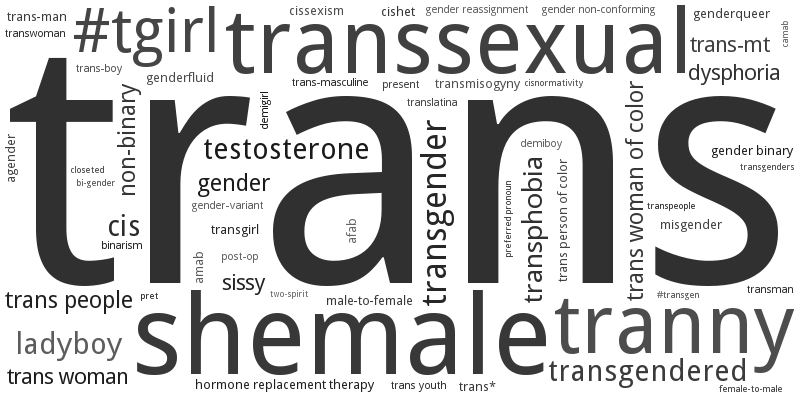 trans-man
transwoman
#tgirl
cissexism
cishet
gender reassignment
gender non-conforming
genderqueer
camab
transsexual
trans-mt
dysphoria
trans-boy
genderfluid
trans-masculine
present
transmisogyny
cisnormativity
trans
non-binary
demigirl
translatina
agender
testosterone
transgender
demiboy
trans woman of color
gender binary
transgenders
closeted
bi-gender
gender
transphobia
trans person of color
preferred pronoun
gender-variant
transpeople
cis
binarism
transgirl
afab
misgender
amab
post-op
sissy
two-spirit
male-to-female
trans people
pret
#transgen
transman
shemale
tranny
ladyboy
transgendered
trans woman
hormone replacement therapy
trans youth
trans*
female-to-male